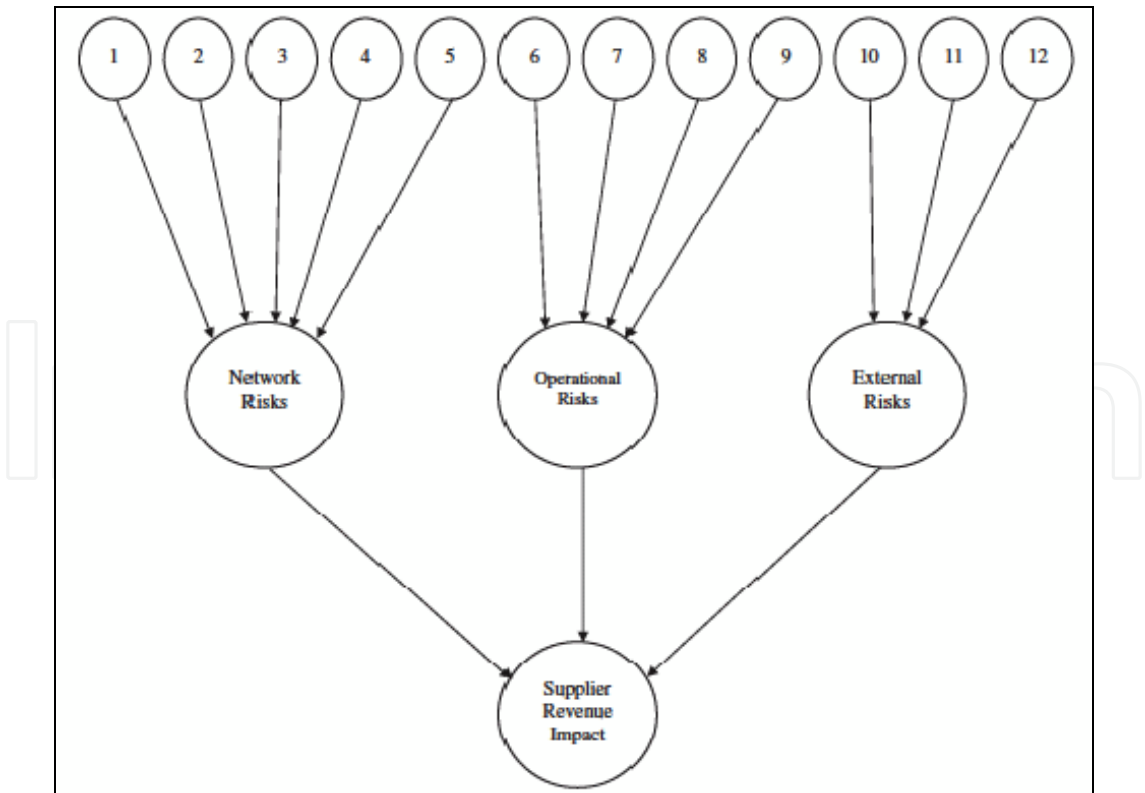 1 2 3 4 5 6 7 8 9 10 11 12
Network
Risks
Operational
Risks
External
Risks
Supplier
Revenue
Impact